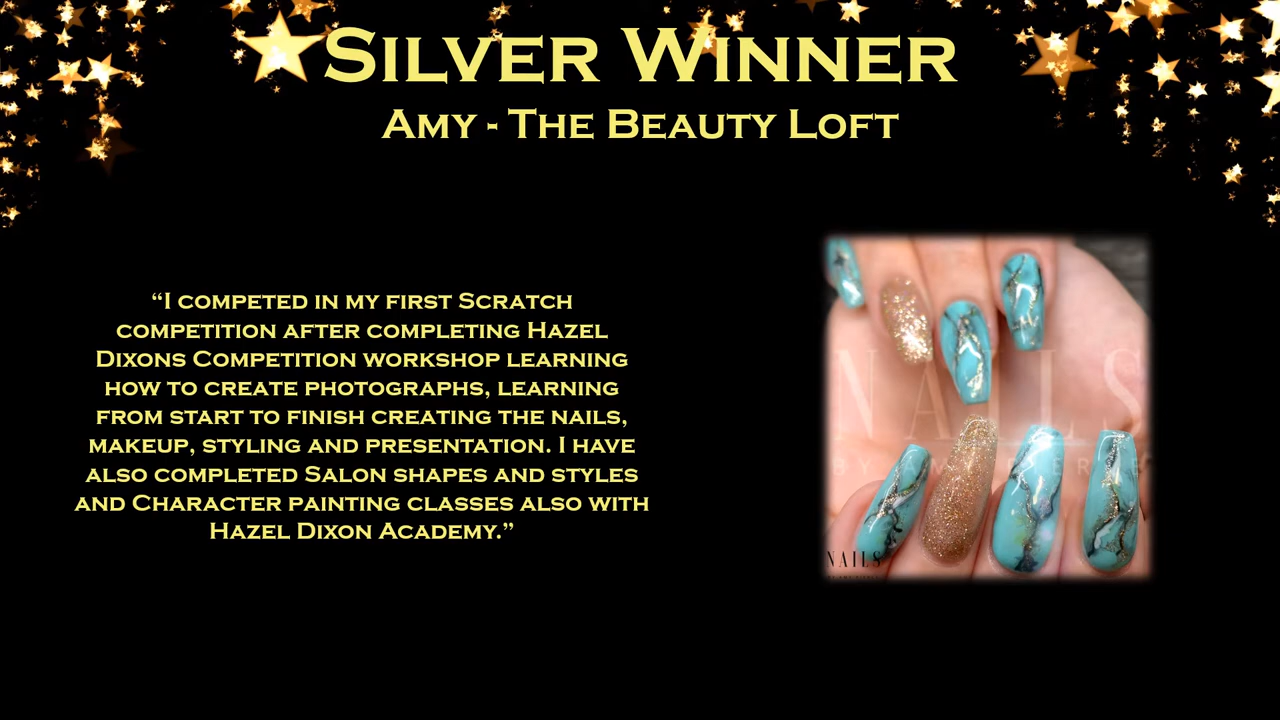 Silver Winner
Amy - The Beauty Loft
“I competed in my first Scratch
competition after completing Hazel
Dixons Competition workshop learning
how to create photographs, learning
from start to finish creating the nails,
makeup, styling and presentation. I have
also completed Salon shapes and styles
and Character painting classes also with
Hazel Dixon Academy.”
NAILS
NAILS